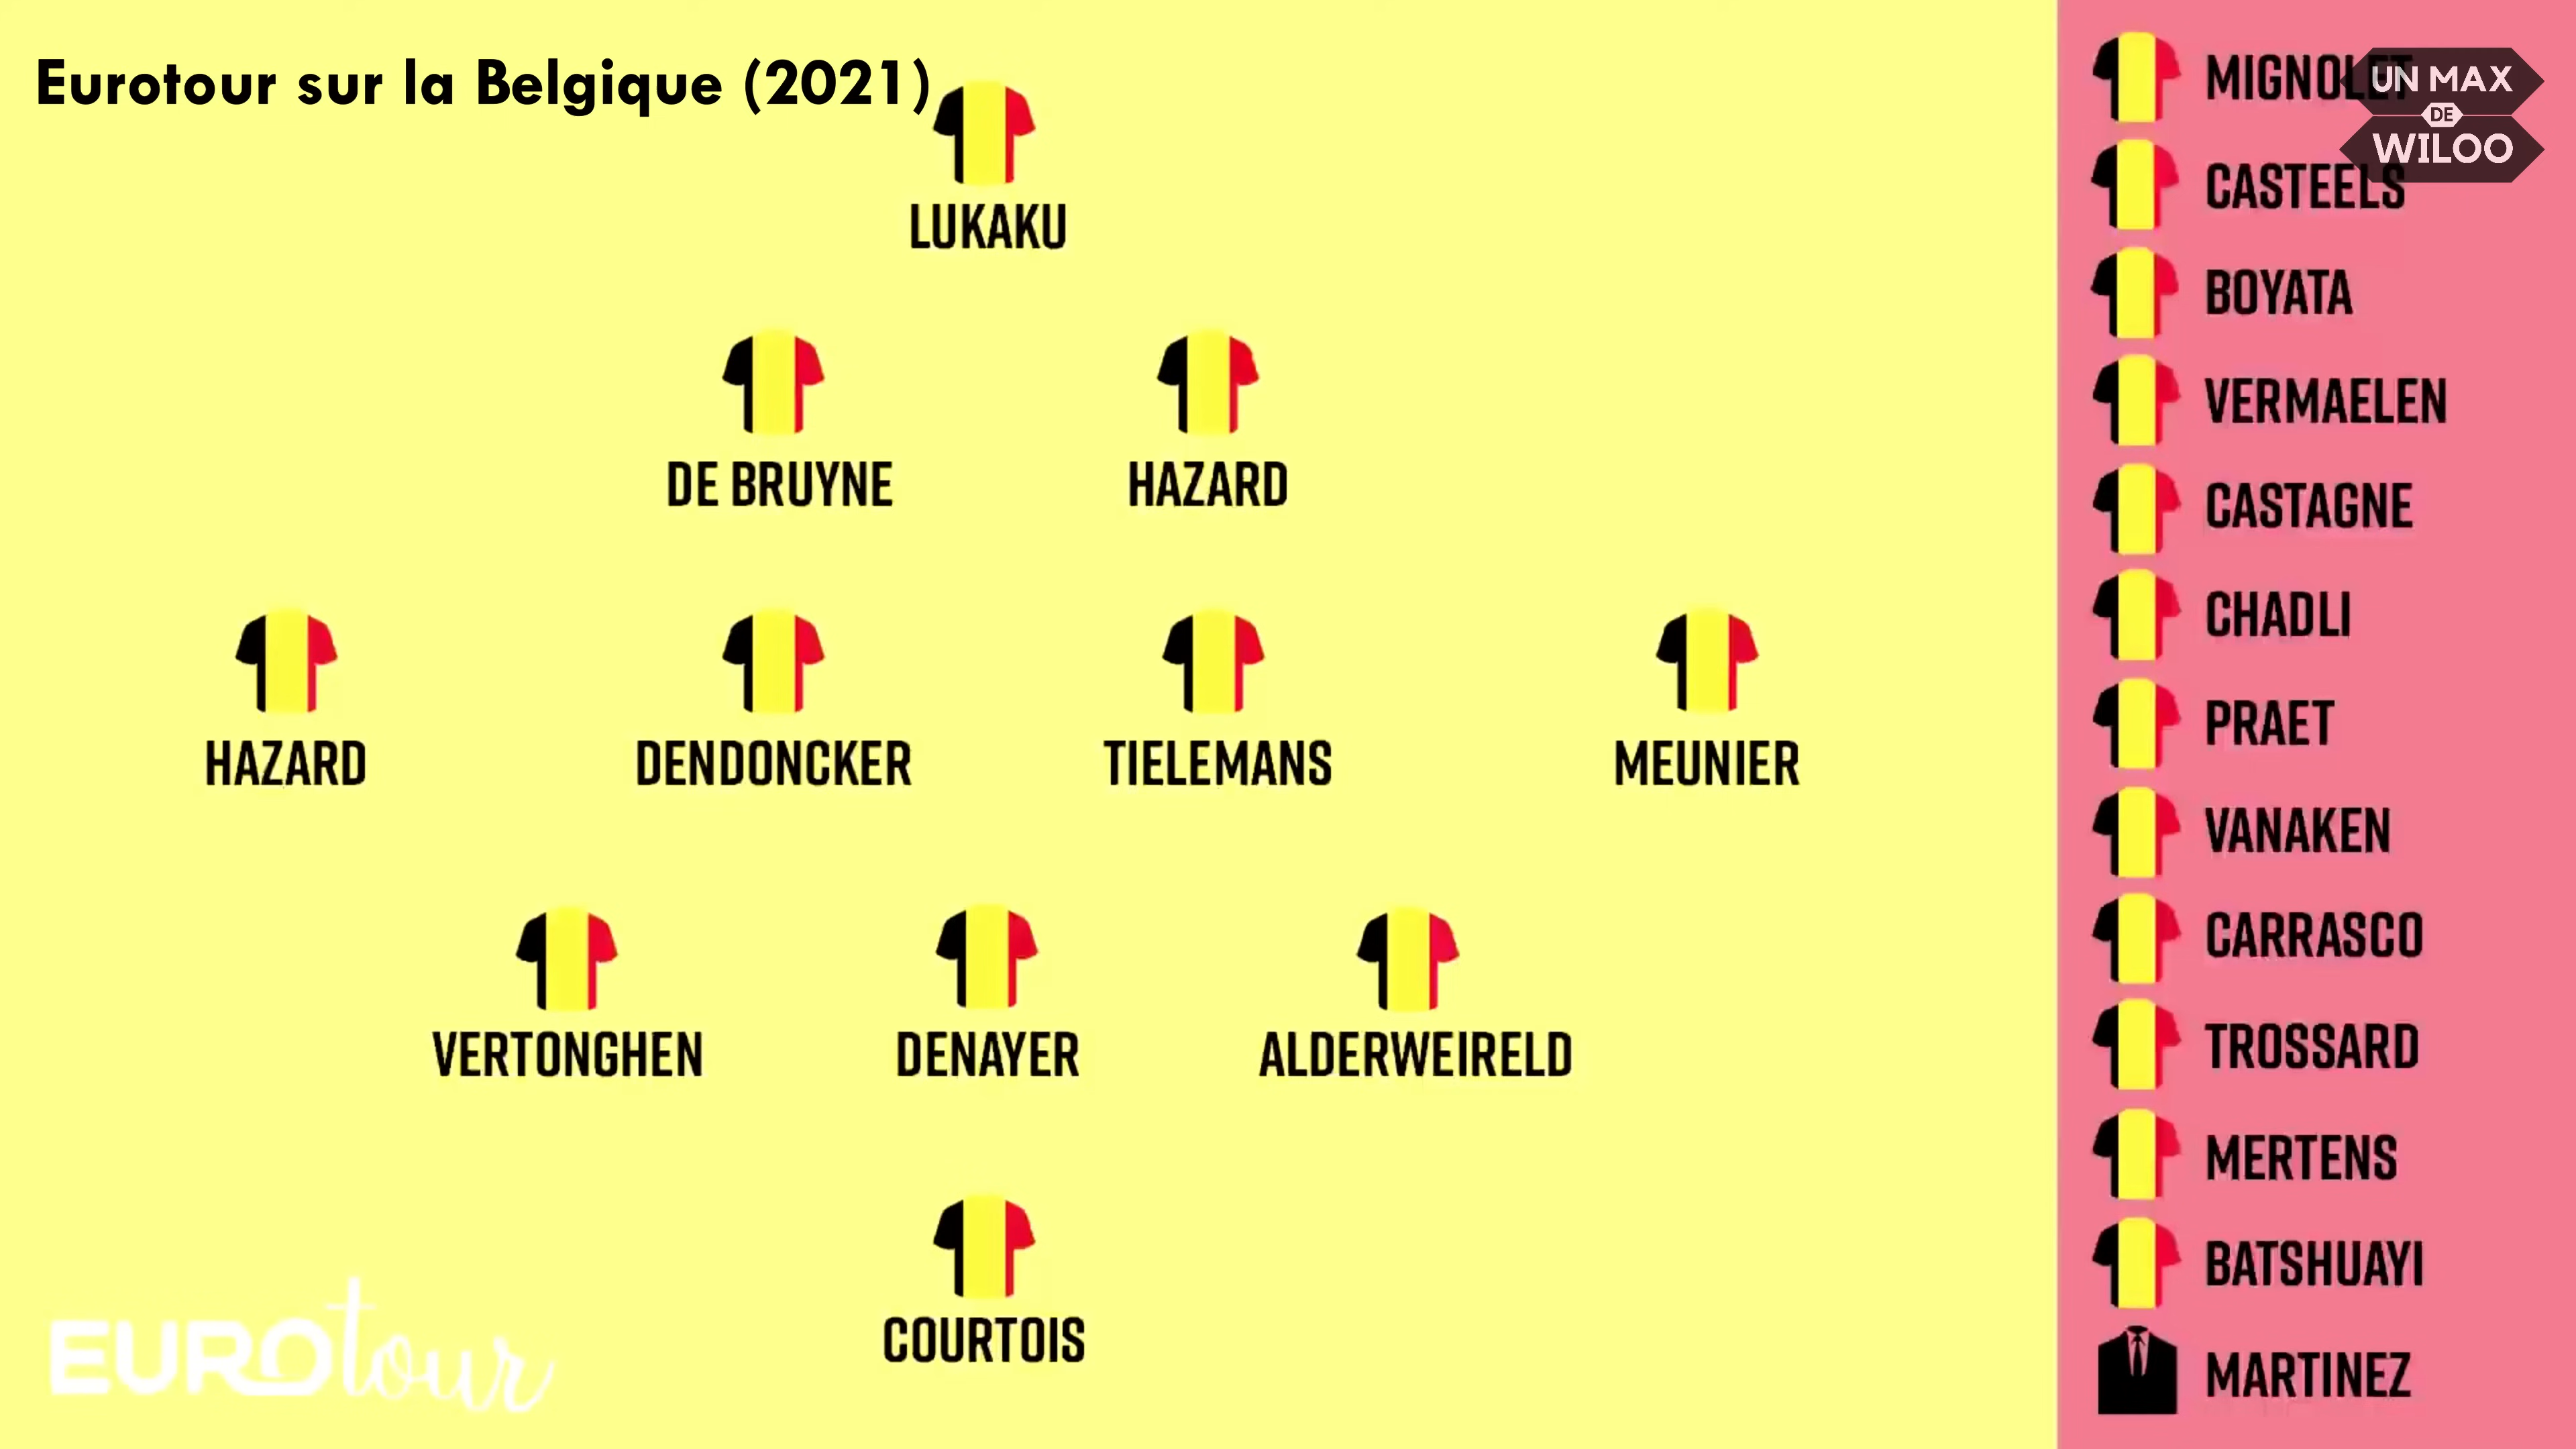 Eurotour sur la Belgique (2021)
LUKAKU
DE BRUYNE
HAZARD
HAZARD
DENDONCKER
TIELEMANS
MEUNIER
VERTONGHEN
DENAYER
ALDERWEIRELD
COURTOIS
EUROtour
MIGNOLET
UN MAX
DE
WILOO
CASTEELS
BOYATA
VERMAELEN
CASTAGNE
CHADLI
PRAET
VANAKEN
CARRASCO
TROSSARD
MERTENS
BATSHUAYI
MARTINEZ